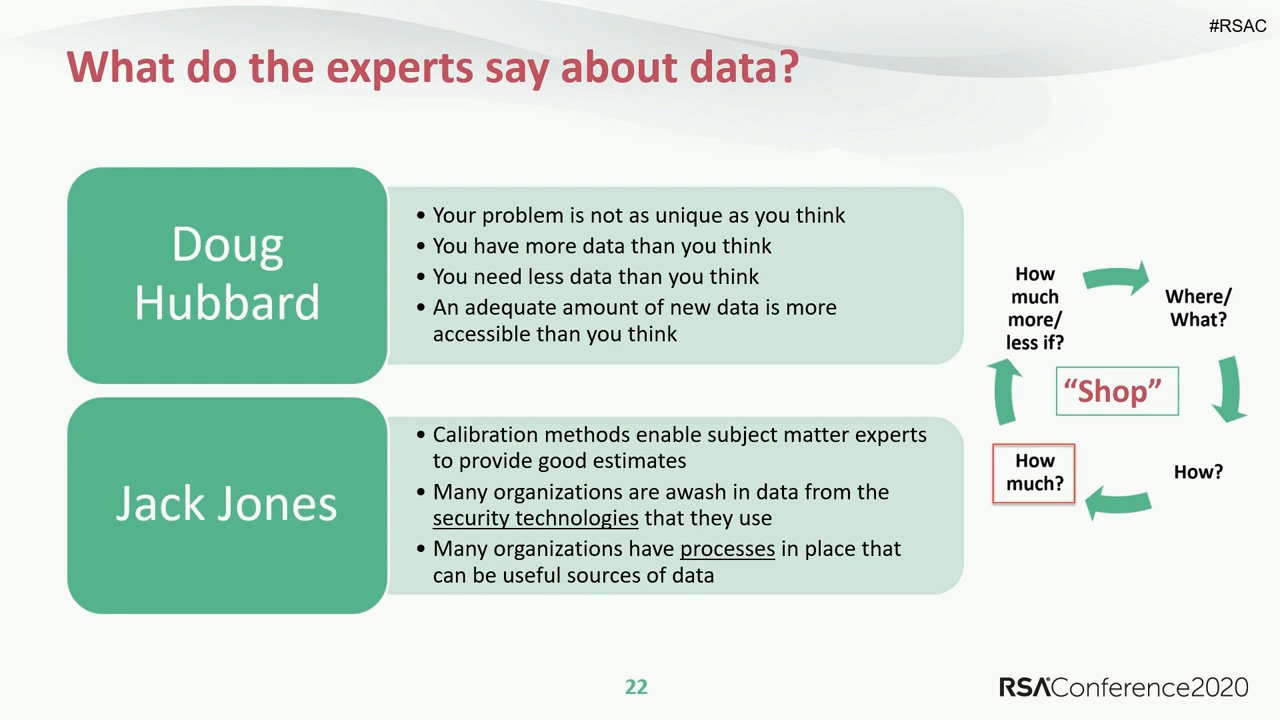 #RSAC
What do the experts say about data?
Doug
Hubbard
• Your problem is not as unique as you think
• You have more data than you think
• You need less data than you think
• An adequate amount of new data is more
accessible than you think
Jack Jones
• Calibration methods enable subject matter experts
to provide good estimates
• Many organizations are awash in data from the
security technologies that they use
• Many organizations have processes in place that
can be useful sources of data
How
much
more/
less if?
Where/
What?
“Shop”
How
much?
How?
22
RSAConference2020